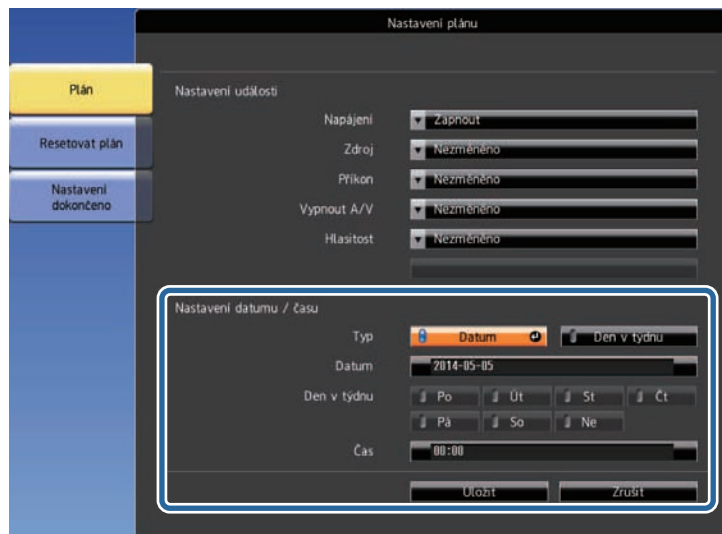 Nastavení plánu
Plán
Resetovat plán
Nastavení
dokončeno
Nastavení události
Napájení Zapnout
Zdroj Nezměněno
Příkon Nezměněno
Vypnout A/V Nezměněno
Hlasitost Nezměněno
Nastavení datumu / času
Typ Datum Den v týdnu
Datum 2014-05-05
Den v týdnu Po Út St Čt
Pá So Ne
Čas 00:00
Uložit Zrušit